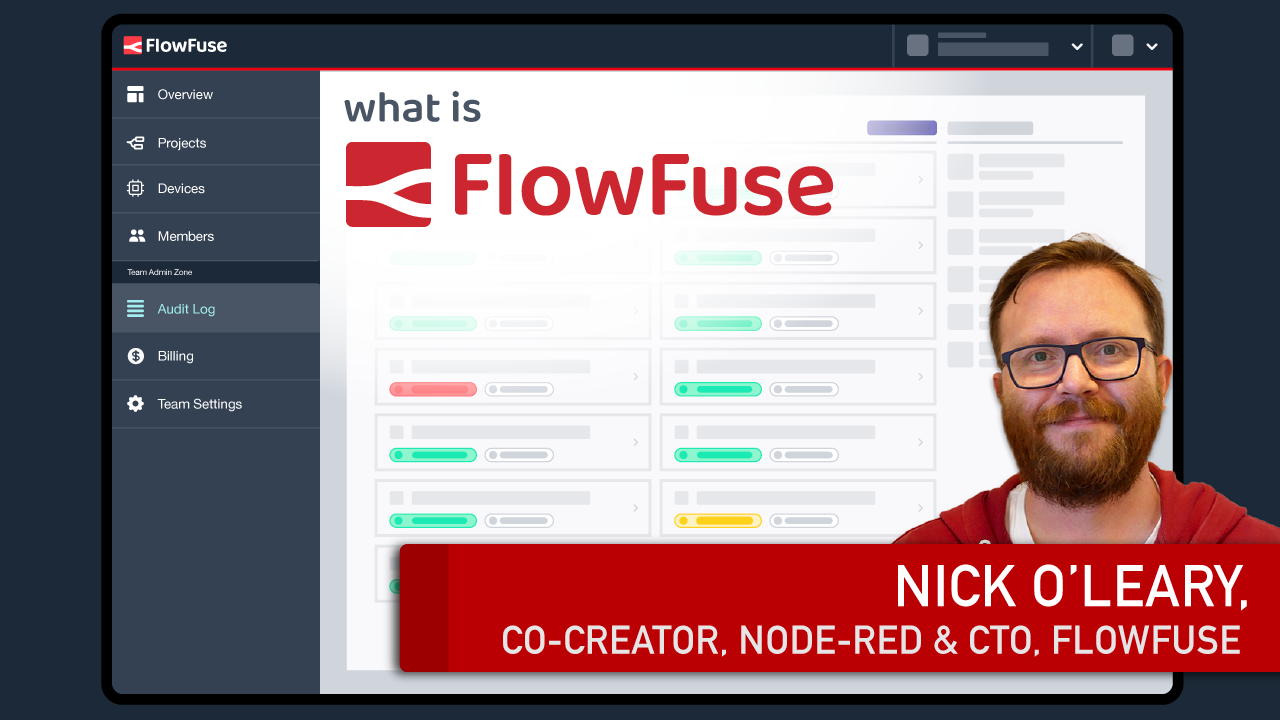 FlowFuse
Overview
Projects
Devices
Members
Team Admin Zone
Audit Log
Billing
Team Settings
what is
FlowFuse
NICK O'LEARY,
CO-CREATOR, NODE-RED & CTO, FLOWFUSE